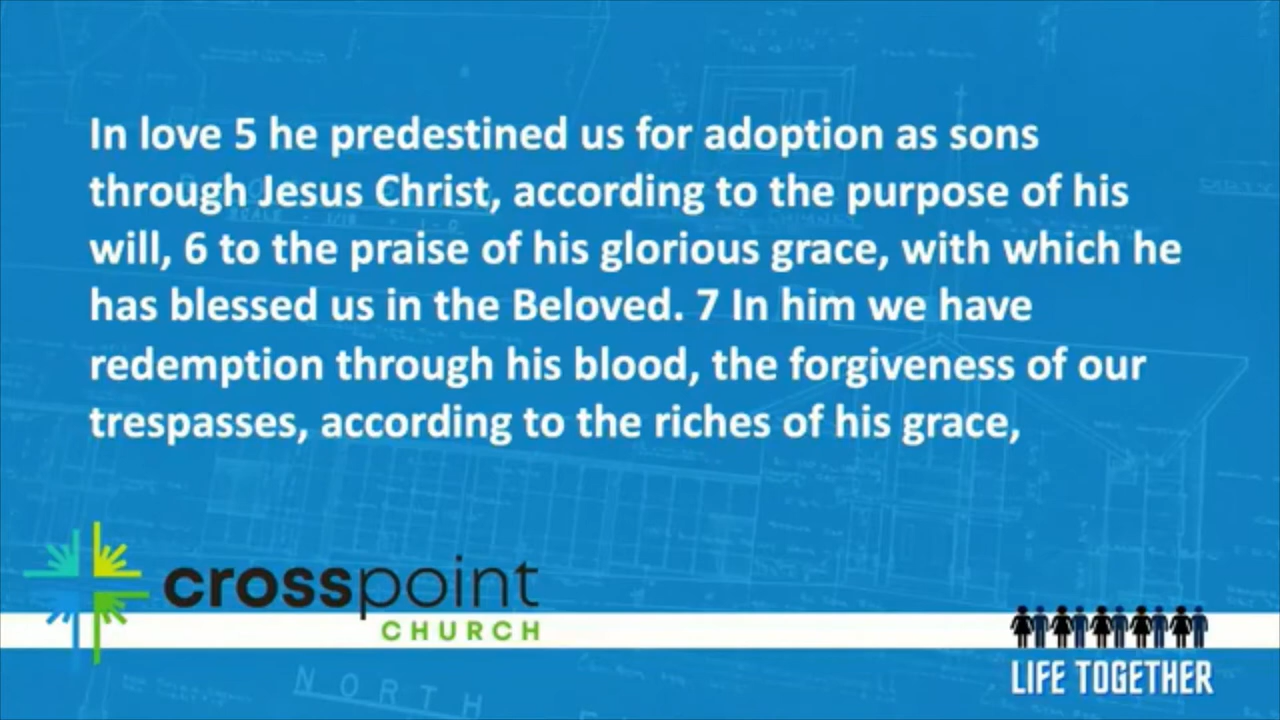 In love 5 he predestined us for adoption as sons
through Jesus Christ, according to the purpose of his
will, 6 to the praise of his glorious grace, with which he
has blessed us in the Beloved. 7 In him we have
redemption through his blood, the forgiveness of our
trespasses, according to the riches of his grace,
crosspoint
CHURCH
LIFE TOGETHER
NORTH